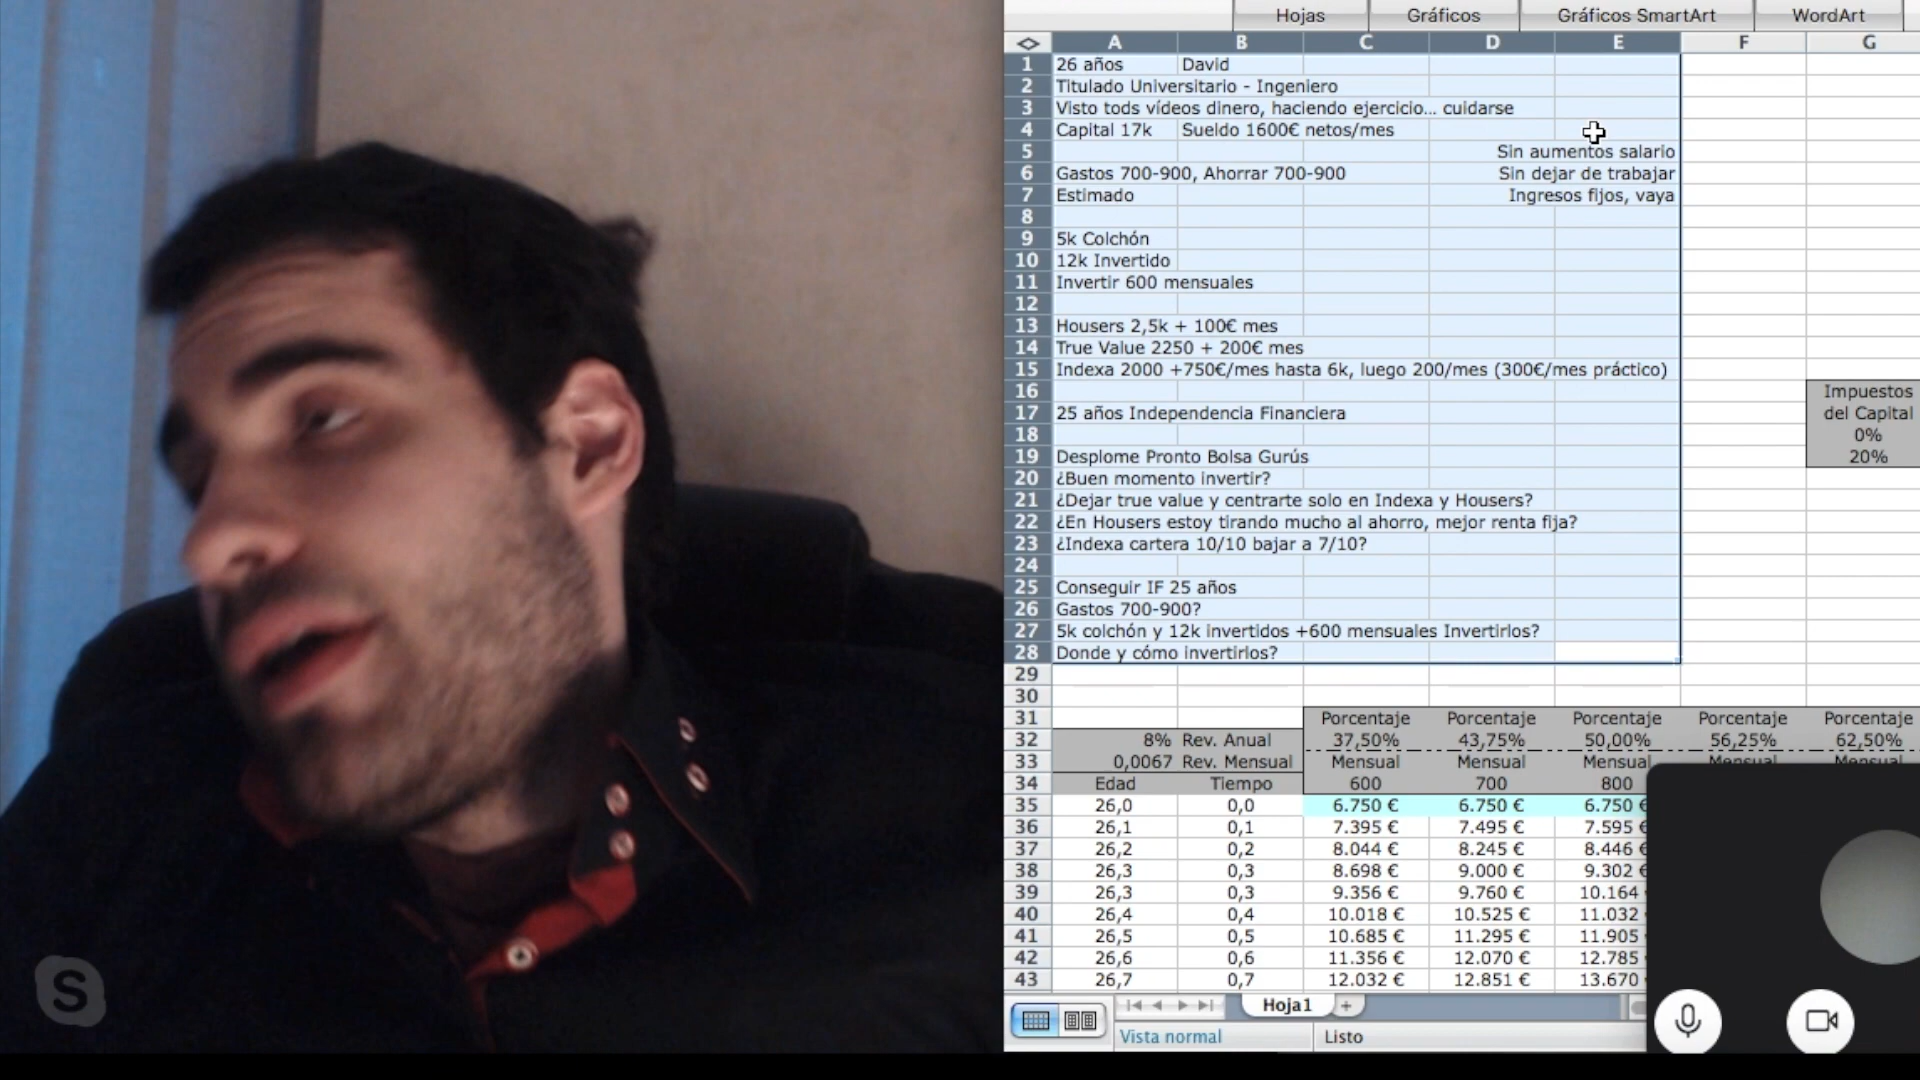 Hojas Gráficos Gráficos SmartArt WordArt
A B C D E F G
1 26 años David
2 Titulado Universitario - Ingeniero
3 Visto tods vídeos dinero, haciendo ejercicio... cuidarse
4 Capital 17k Sueldo 1600€ netos/mes
5 Sin aumentos salario
6 Gastos 700-900, Ahorrar 700-900 Sin dejar de trabajar
7 Estimado Ingresos fijos, vaya
8
9 5k Colchón
10 12k Invertido
11 Invertir 600 mensuales
12
13 Housers 2,5k + 100€ mes
14 True Value 2250 + 200€ mes
15 Indexa 2000 +750€/mes hasta 6k, luego 200/mes (300€/mes práctico)
16 Impuestos
17 25 años Independencia Financiera del Capital
18 0%
19 Desplome Pronto Bolsa Gurús 20%
20 ¿Buen momento invertir?
21 ¿Dejar true value y centrarte solo en Indexa y Housers?
22 ¿En Housers estoy tirando mucho al ahorro, mejor renta fija?
23 ¿Indexa cartera 10/10 bajar a 7/10?
24
25 Conseguir IF 25 años
26 Gastos 700-900?
27 5k colchón y 12k invertidos +600 mensuales Invertirlos?
28 Donde y cómo invertirlos?
29
30
31 Porcentaje Porcentaje Porcentaje Porcentaje Porcentaje
32 8% Rev. Anual 37,50% 43,75% 50,00% 56,25% 62,50%
33 0,0067 Rev. Mensual Mensual Mensual Mensual Mensual Mensual
34 Edad Tiempo 600 700 800
35 26,0 0,0 6.750 € 6.750 € 6.750 €
36 26,1 0,1 7.395 € 7.495 € 7.595 €
37 26,2 0,2 8.044 € 8.245 € 8.446 €
38 26,3 0,3 8.698 € 9.000 € 9.302 €
39 26,3 0,3 9.356 € 9.760 € 10.164
40 26,4 0,4 10.018 € 10.525 € 11.032
41 26,5 0,5 10.685 € 11.295 € 11.905
42 26,6 0,6 11.356 € 12.070 € 12.785
43 26,7 0,7 12.032 € 12.851 € 13.670
Hoja1 +
Vista normal Listo
S